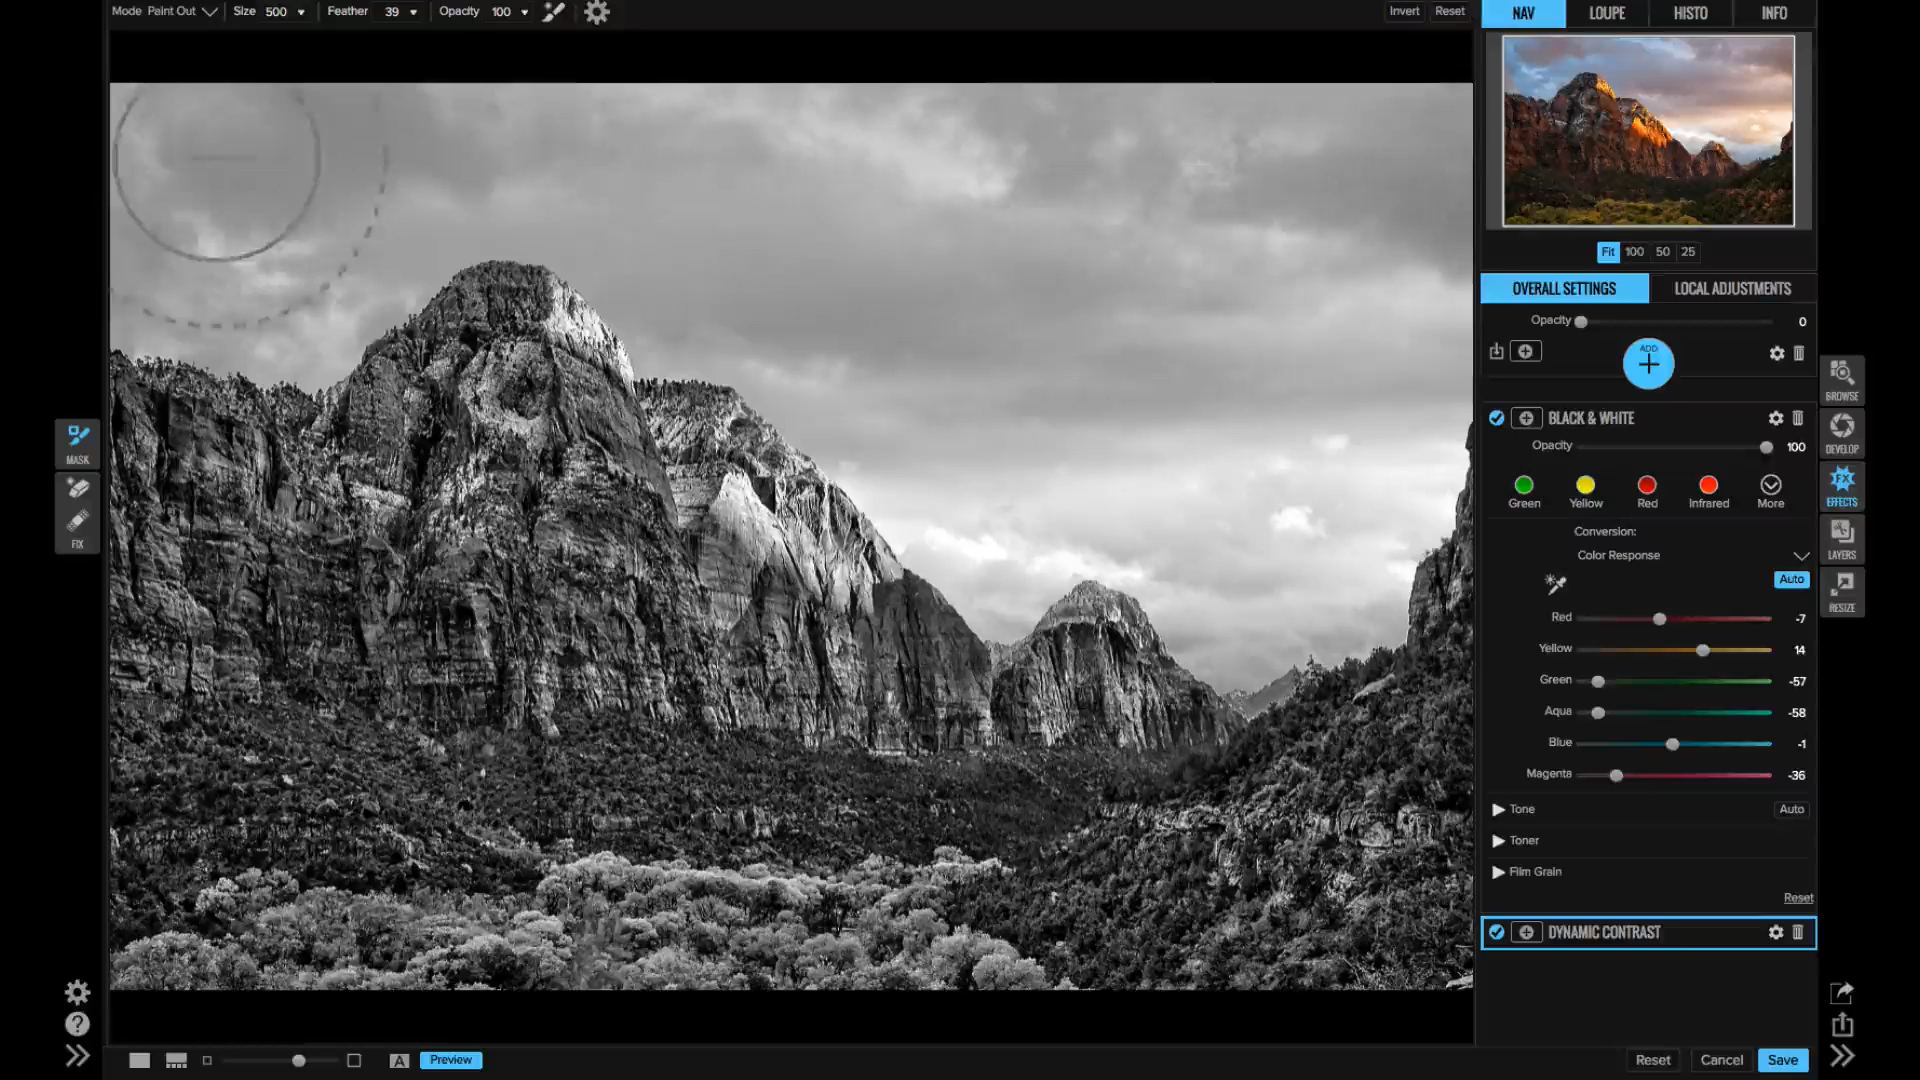 Mode Paint Out Size 500 Feather 39 Opacity 100 Invert Reset
NAV LOUPE HISTO INFO
Fit 100 50 25
OVERALL SETTINGS LOCAL ADJUSTMENTS
Opacity 0
ADD
BLACK & WHITE
Opacity 100
Green Yellow Red Infrared More
Conversion:
Color Response
Auto
Red -7
Yellow 14
Green -57
Aqua -58
Blue -1
Magenta -36
Tone Auto
Toner
Film Grain
Reset
DYNAMIC CONTRAST
MASK
FIX
BROWSE
DEVELOP
FX
EFFECTS
LAYERS
RESIZE
?
A Preview Reset Cancel Save